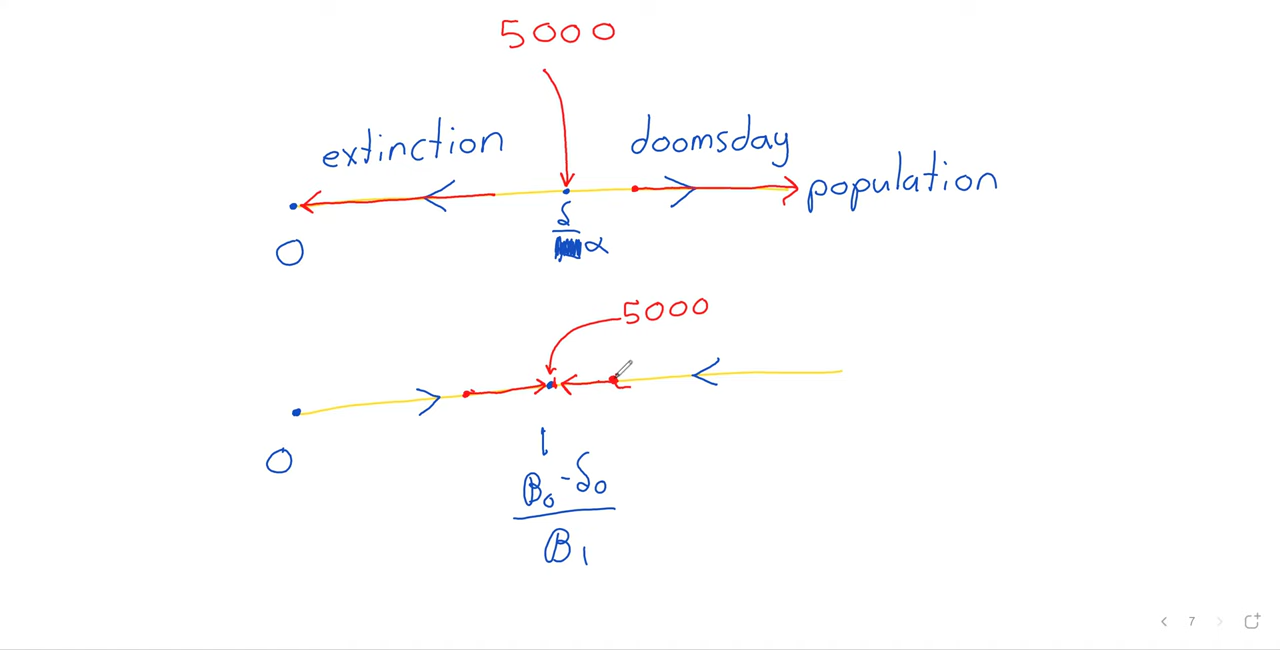 5000
extinction doomsday
population
δ
α
0
5000
0
β₀-δ₀
β₁
7